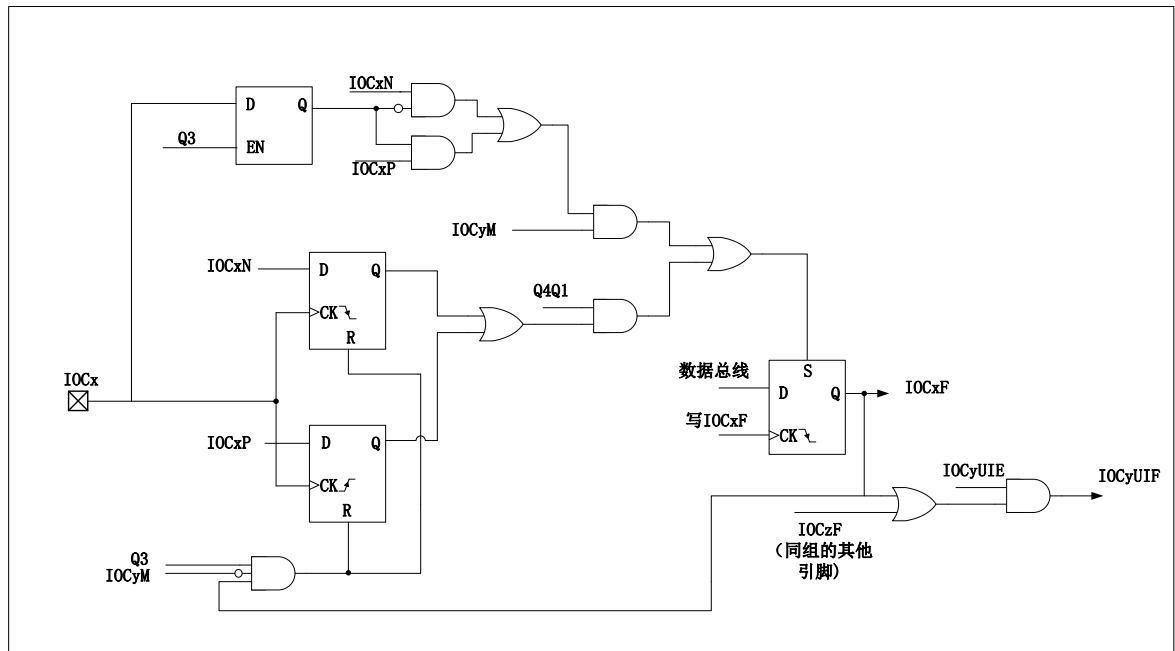 IOCxN
D
Q
Q3
EN
IOCxP
IOCyM
IOCxN
D
Q
Q4Q1
CK
R
数据总线
S
IOCx
D
Q
IOCxF
写IOCxF
CK
IOCxP
D
Q
IOCyUIE
IOCyUIF
CK
R
IOCzF
(同组的其他
引脚)
Q3
IOCyM